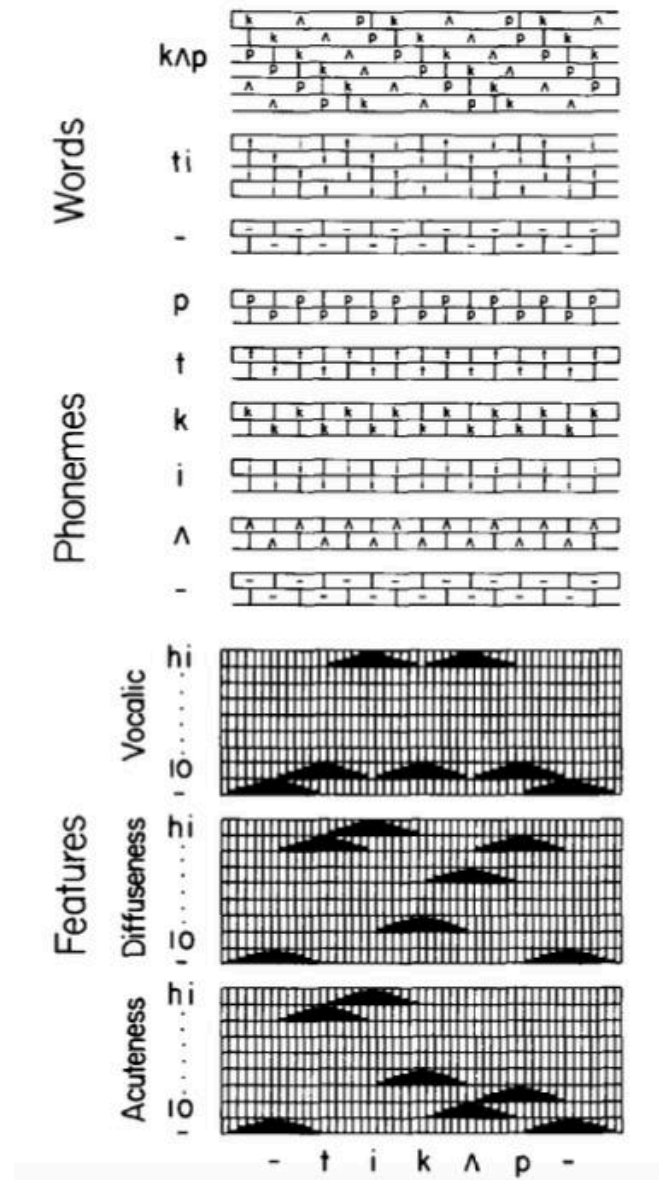 Words
kʌp
k ʌ p k ʌ p k ʌ
k ʌ p k ʌ p k
p k ʌ p k ʌ p k
p k ʌ p k ʌ p
ʌ p k ʌ p k ʌ p
ʌ p k ʌ p k ʌ
ti
t i t i t i t i
t i t i t i t
i t i t i t i t
i t i t i t i
-
- - - - - - - -
- - - - - - -
Phonemes
p
p p p p p p p p
p p p p p p p
t
t t t t t t t t
t t t t t t t
k
k k k k k k k k
k k k k k k k
i
i i i i i i i i
i i i i i i i
ʌ
ʌ ʌ ʌ ʌ ʌ ʌ ʌ ʌ
ʌ ʌ ʌ ʌ ʌ ʌ ʌ
-
- - - - - - - -
- - - - - - -
Features
Vocalic
hi
lo
-
Diffuseness
hi
lo
-
Acuteness
hi
lo
-
- t i k ʌ p -